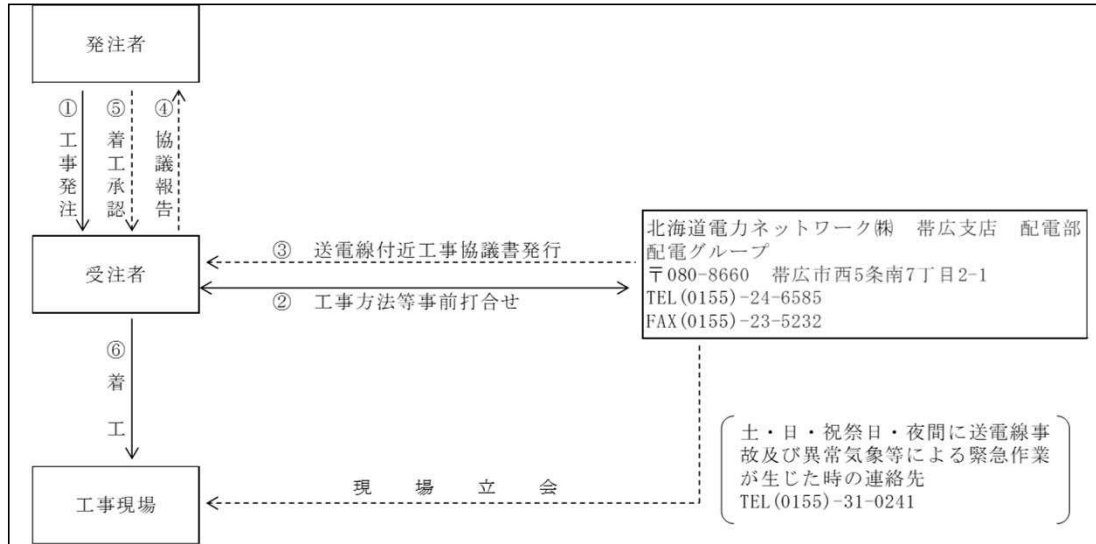 発注者
①工事発注
⑤着工承認
④協議報告
受注者
③　送電線付近工事協議書発行
②　工事方法等事前打合せ
北海道電力ネットワーク㈱　帯広支店　配電部
配電グループ
〒080-8660　帯広市西5条南7丁目2-1
TEL(0155)-24-6585
FAX(0155)-23-5232
⑥着　工
土・日・祝祭日・夜間に送電線事
故及び異常気象等による緊急作業
が生じた時の連絡先
TEL(0155)-31-0241
現　場　立　会
工事現場